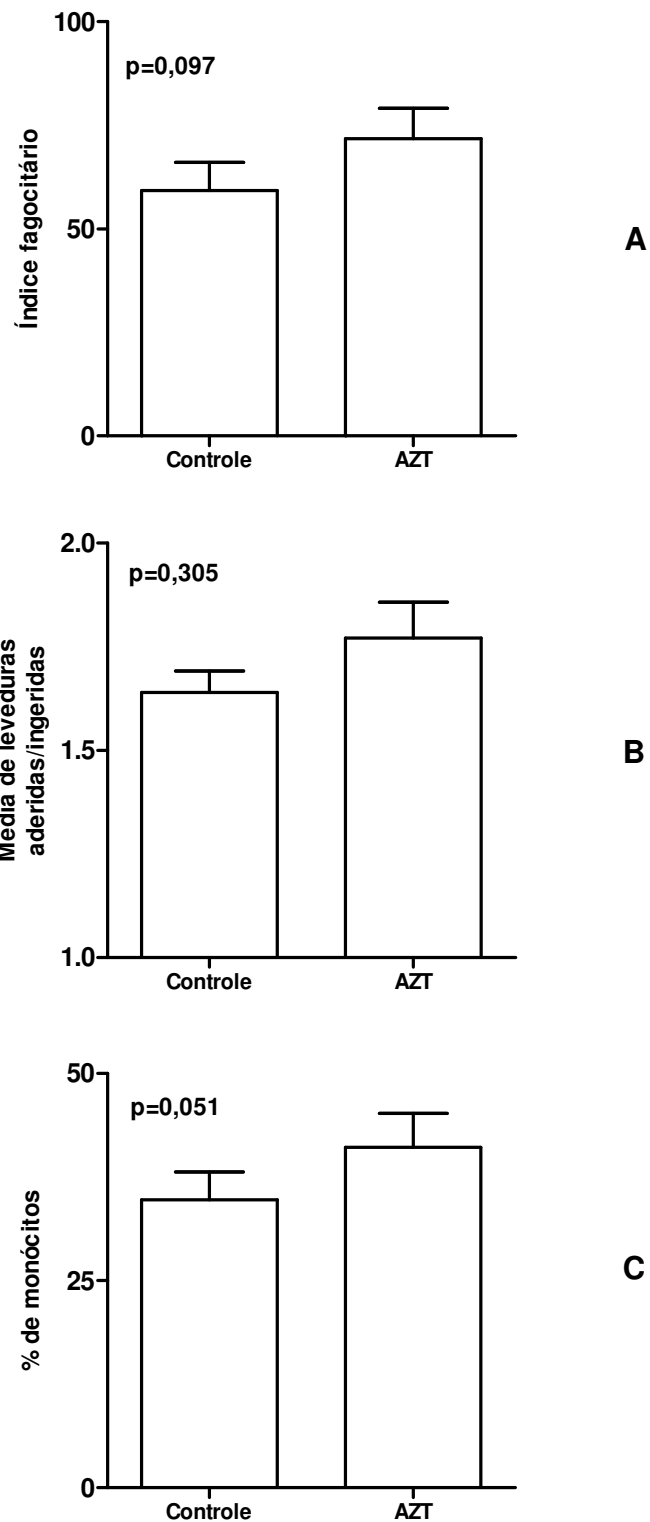 100
p=0,097
Índice fagocitário
50
A
0
Controle AZT
2.0
p=0,305
Média de leveduras
aderidas/ingeridas
1.5
B
1.0
Controle AZT
50
p=0,051
% de monócitos
25
C
0
Controle AZT